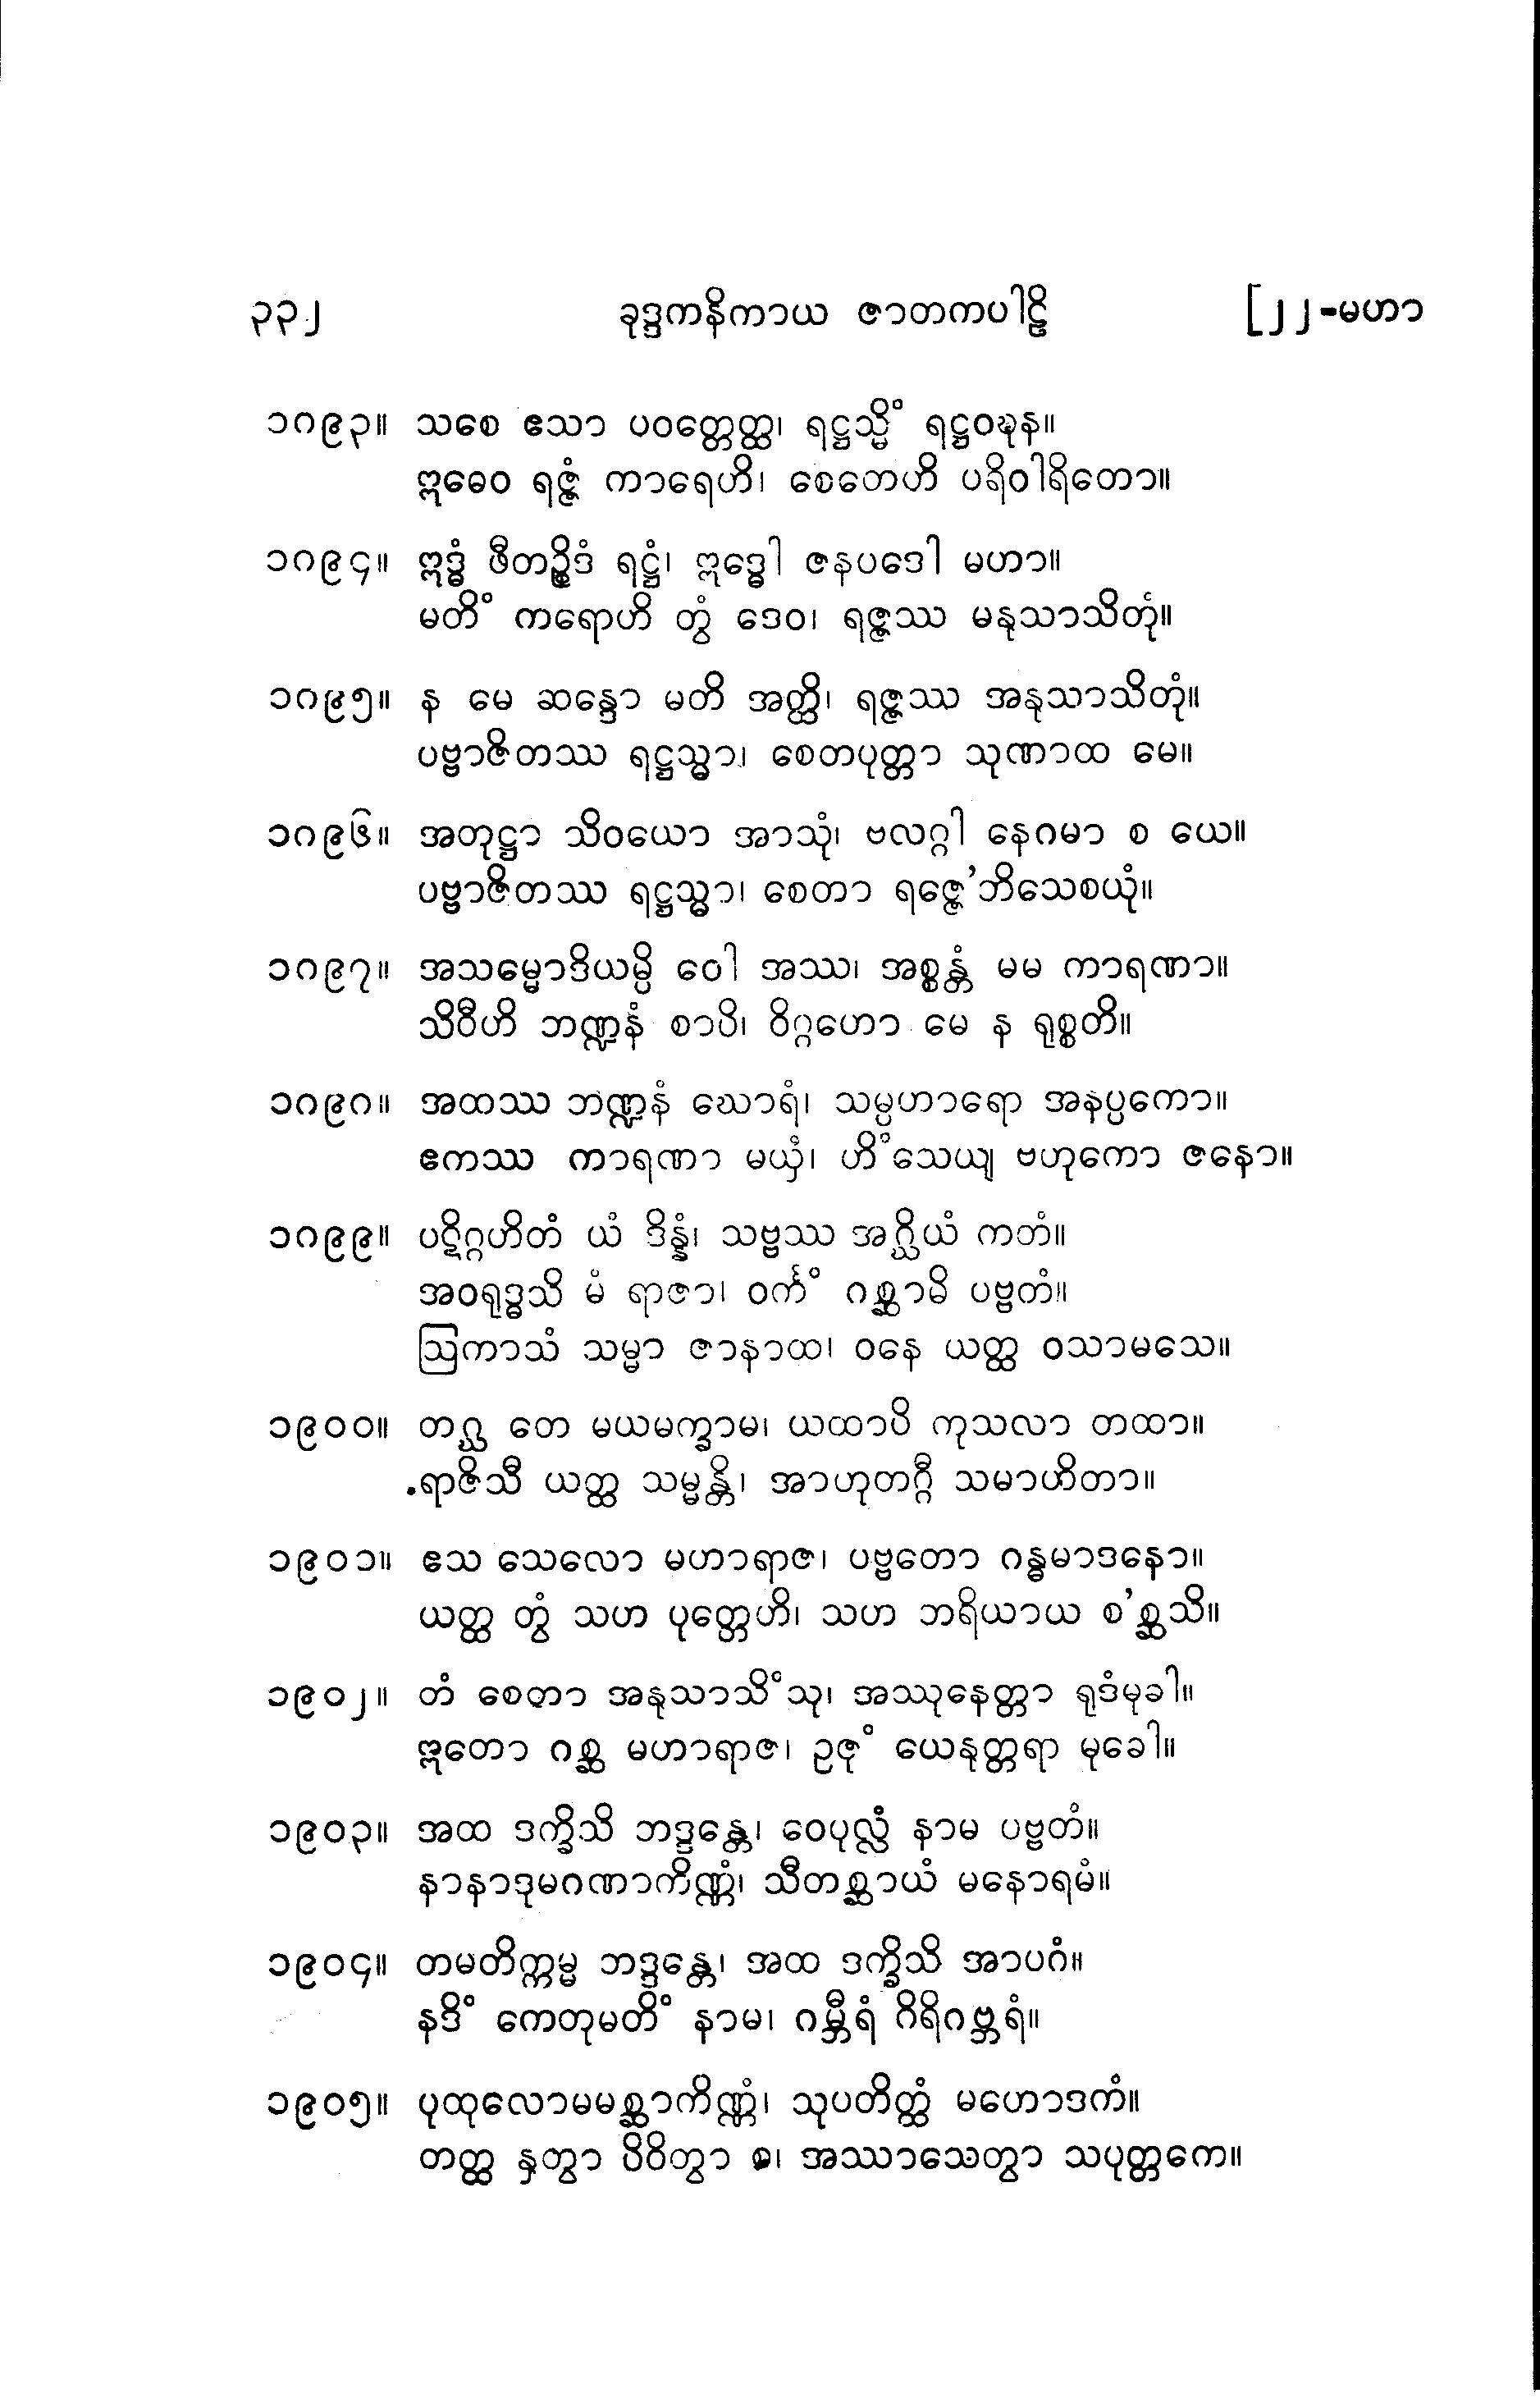 ၃၃၂ ခုဒ္ဒကနိကာယ ဇာတကပါဠိ [၂၂-မဟာ
၁၈၉၃။ သစေ ဧသာ ပဝတ္တေတ္ထ၊ ရဋ္ဌသ္မိံ ရဋ္ဌဝဍ္ဎန။
ဣဓေဝ ရဇ္ဇံ ကာရေဟိ၊ စေတေဟိ ပရိဝါရိတော။
၁၈၉၄။ ဣဒ္ဓံ ဖီတဉ္စိဒံ ရဋ္ဌံ၊ ဣဒ္ဓေါ ဇနပဒေါ မဟာ။
မတိံ ကရောဟိ တွံ ဒေဝ၊ ရဇ္ဇဿ မနုသာသိတုံ။
၁၈၉၅။ န မေ ဆန္ဒော မတိ အတ္ထိ၊ ရဇ္ဇဿ အနုသာသိတုံ။
ပဗ္ဗာဇိတဿ ရဋ္ဌသ္မာ၊ စေတပုတ္တာ သုဏာထ မေ။
၁၈၉၆။ အတုဋ္ဌာ သိဝယော အာသုံ၊ ဗလဂ္ဂါ နေဂမာ စ ယေ။
ပဗ္ဗာဇိတဿ ရဋ္ဌသ္မာ၊ စေတာ ရဇ္ဇေ’ဘိသေစယုံ။
၁၈၉၇။ အသမ္မောဒိယမ္ပိ ဝေါ အဿ၊ အစ္စန္တံ မမ ကာရဏာ။
သိဝီဟိ ဘဏ္ဍနံ စာပိ၊ ဝိဂ္ဂဟော မေ န ရုစ္စတိ။
၁၈၉၈။ အထဿ ဘဏ္ဍနံ ဃောရံ၊ သမ္ပဟာရော အနပ္ပကော။
ဧကဿ ကာရဏာ မယှံ၊ ဟိံသေယျ ဗဟုကော ဇနော။
၁၈၉၉။ ပဋိဂ္ဂဟိတံ ယံ ဒိန္နံ၊ သဗ္ဗဿ အဂ္ဃိယံ ကတံ။
အဝရုဒ္ဓသိ မံ ရာဇာ၊ ဝင်္ကံ ဂစ္ဆာမိ ပဗ္ဗတံ။
ဩကာသံ သမ္မာ ဇာနာထ၊ ဝနေ ယတ္ထ ဝသာမသေ။
၁၉၀၀။ တဂ္ဃ တေ မယမက္ခာမ၊ ယထာပိ ကုသလာ တထာ။
ရာဇိသီ ယတ္ထ သမ္မန္တိ၊ အာဟုတဂ္ဂီ သမာဟိတာ။
၁၉၀၁။ ဧသ သေလော မဟာရာဇ၊ ပဗ္ဗတော ဂန္ဓမာဒနော။
ယတ္ထ တွံ သဟ ပုတ္တေဟိ၊ သဟ ဘရိယာယ စ’စ္ဆသိ။
၁၉၀၂။ တံ စေတာ အနုသာသိံသု၊ အဿုနေတ္တာ ရုဒံမုခါ။
ဣတော ဂစ္ဆ မဟာရာဇ၊ ဥဇုံ ယေနုတ္တရာ မုခေါ။
၁၉၀၃။ အထ ဒက္ခိသိ ဘဒ္ဒန္တေ၊ ဝေပုလ္လံ နာမ ပဗ္ဗတံ။
နာနာဒုမဂဏာကိဏ္ဏံ၊ သီတစ္ဆာယံ မနောရမံ။
၁၉၀၄။ တမတိက္ကမ္မ ဘဒ္ဒန္တေ၊ အထ ဒက္ခိသိ အာပဂံ။
နဒိံ ကေတုမတိံ နာမ၊ ဂမ္ဘီရံ ဂိရိဂဗ္ဘရံ။
၁၉၀၅။ ပုထုလောမမစ္ဆာကိဏ္ဏံ၊ သုပတိတ္ထံ မဟောဒကံ။
တတ္ထ နှတွာ ပိဝိတွာ စ၊ အဿာသေတွာ သပုတ္တကေ။